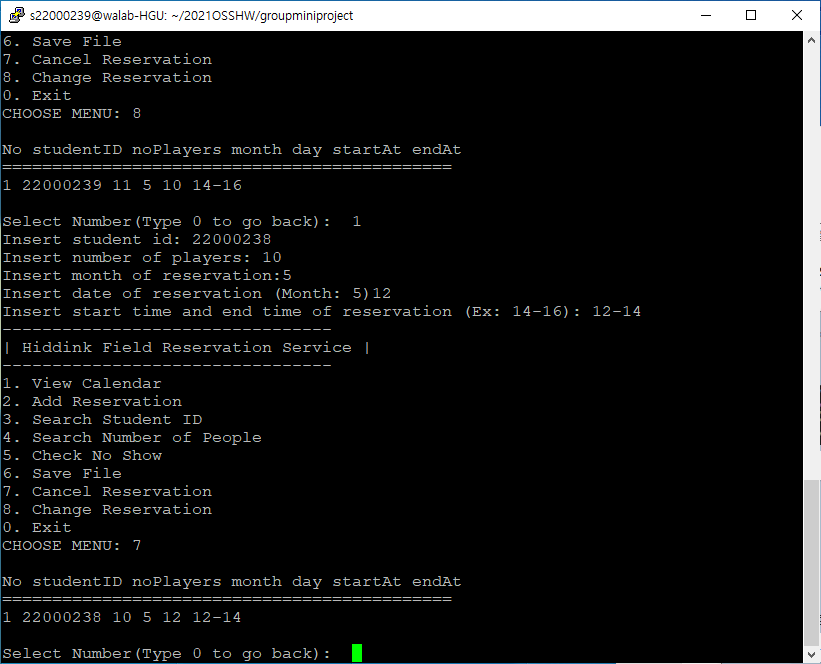 s22000239@walab-HGU: ~/2021OSSHW/groupminiproject
6. Save File
7. Cancel Reservation
8. Change Reservation
0. Exit
CHOOSE MENU: 8
No studentID noPlayers month day startAt endAt
=============================================
1 22000239 11 5 10 14-16
Select Number(Type 0 to go back):  1
Insert student id: 22000238
Insert number of players: 10
Insert month of reservation:5
Insert date of reservation (Month: 5)12
Insert start time and end time of reservation (Ex: 14-16): 12-14
---------------------------------
| Hiddink Field Reservation Service |
---------------------------------
1. View Calendar
2. Add Reservation
3. Search Student ID
4. Search Number of People
5. Check No Show
6. Save File
7. Cancel Reservation
8. Change Reservation
0. Exit
CHOOSE MENU: 7
No studentID noPlayers month day startAt endAt
=============================================
1 22000238 10 5 12 12-14
Select Number(Type 0 to go back):